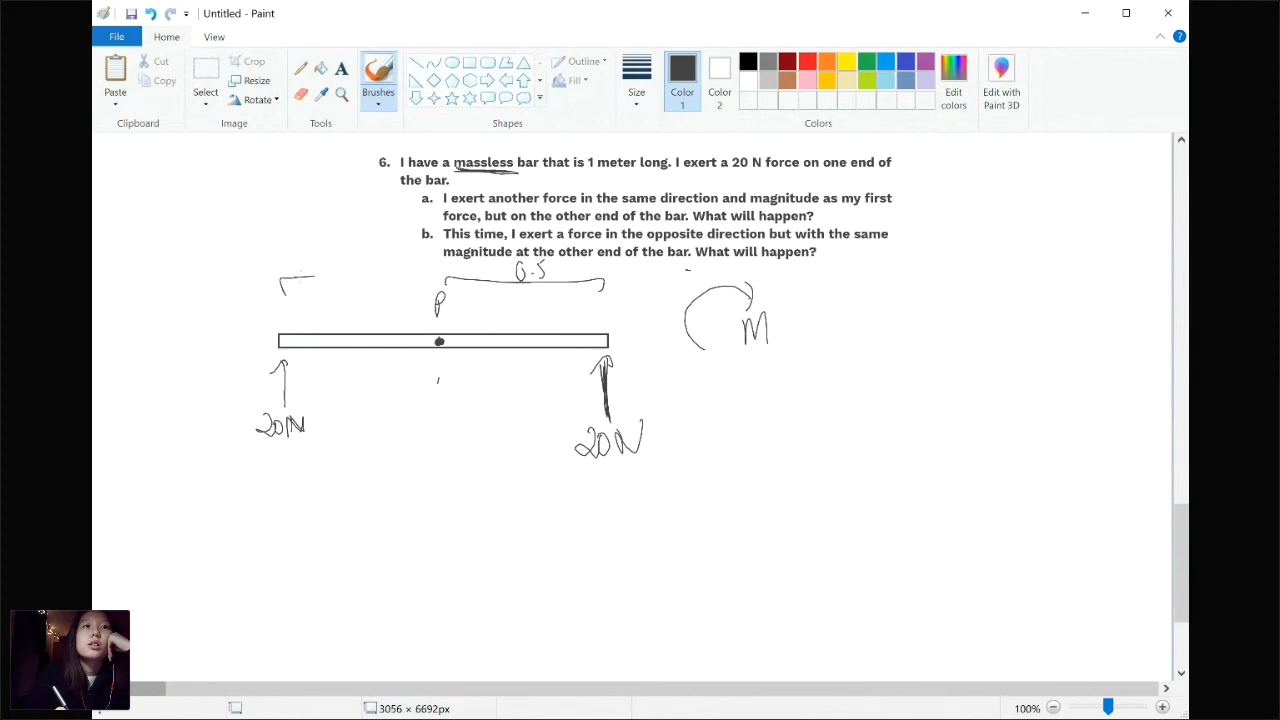 Untitled - Paint
File Home View
Paste
Cut
Copy
Clipboard
Select
Crop
Resize
Rotate
Image
A
Tools
Brushes
Outline
Fill
Shapes
Size
Color 1
Color 2
Edit colors
Edit with Paint 3D
Colors
6. I have a massless bar that is 1 meter long. I exert a 20 N force on one end of
the bar.
a. I exert another force in the same direction and magnitude as my first
force, but on the other end of the bar. What will happen?
b. This time, I exert a force in the opposite direction but with the same
magnitude at the other end of the bar. What will happen?
0.5
P
M
20N
20N
3056 × 6692px
100%